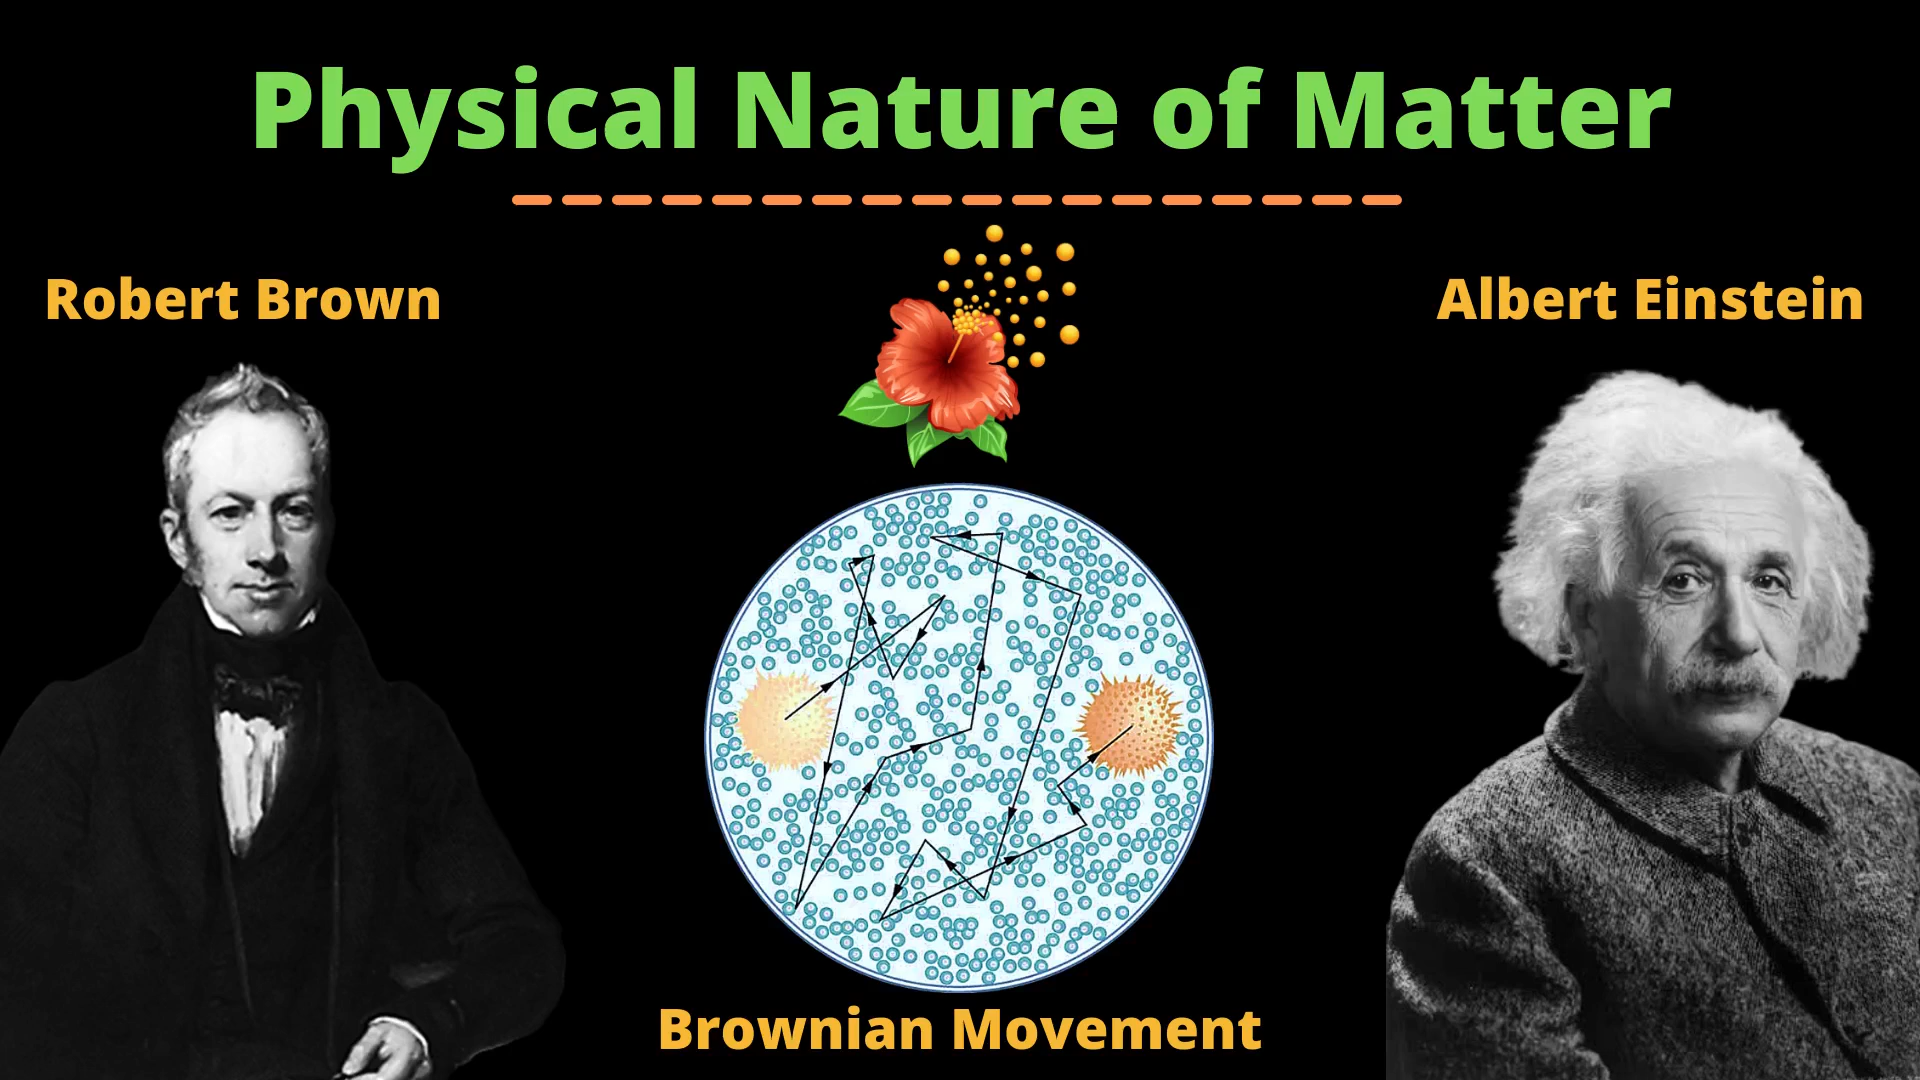 Physical Nature of Matter
Robert Brown
Albert Einstein
Brownian Movement